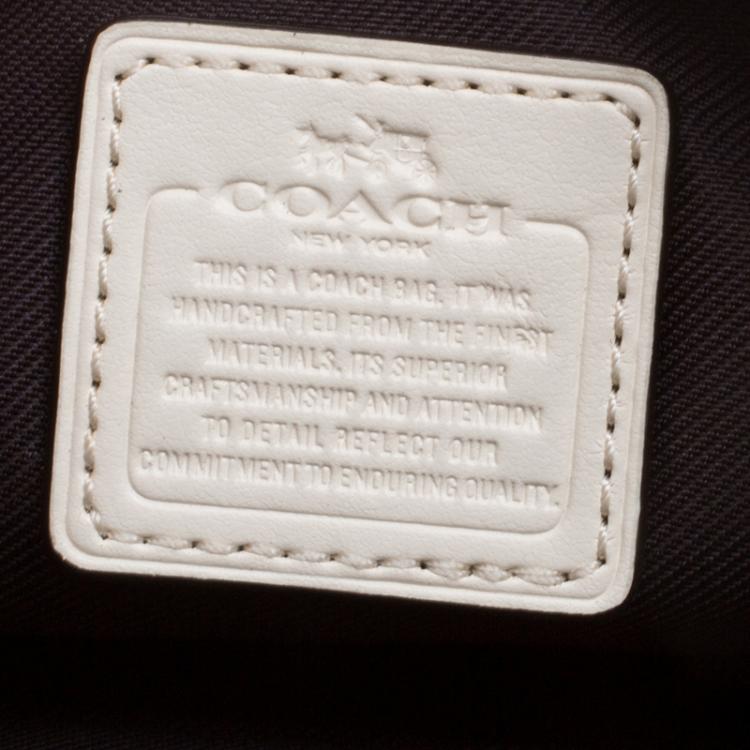 COACH
NEW YORK
THIS IS A COACH BAG. IT WAS
HANDCRAFTED FROM THE FINEST
MATERIALS. ITS SUPERIOR
CRAFTSMANSHIP AND ATTENTION
TO DETAIL REFLECT OUR
COMMITMENT TO ENDURING QUALITY.